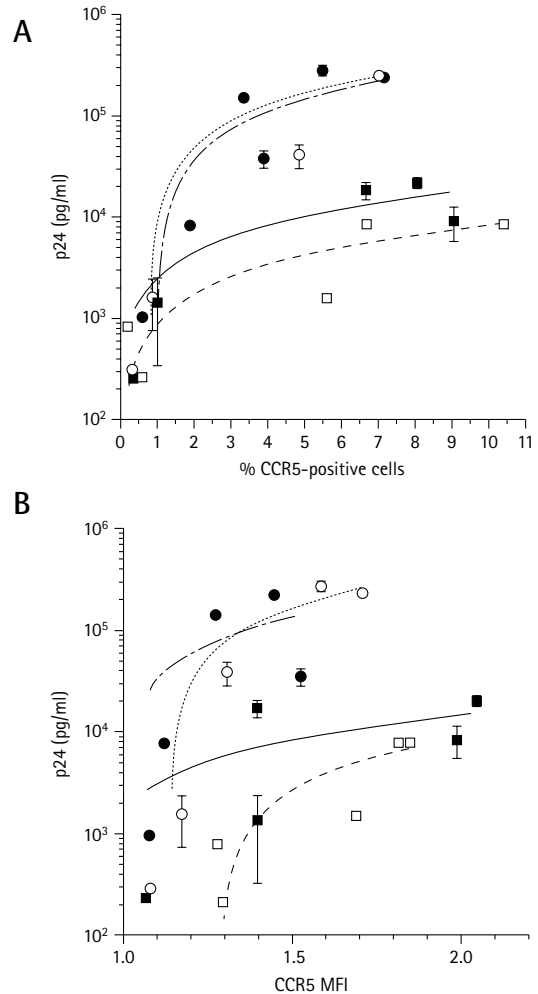 A
10⁶
10⁵
10⁴
10³
10²
p24 (pg/ml)
0 1 2 3 4 5 6 7 8 9 10 11
% CCR5-positive cells
B
10⁶
10⁵
10⁴
10³
10²
p24 (pg/ml)
1.0 1.5 2.0
CCR5 MFI